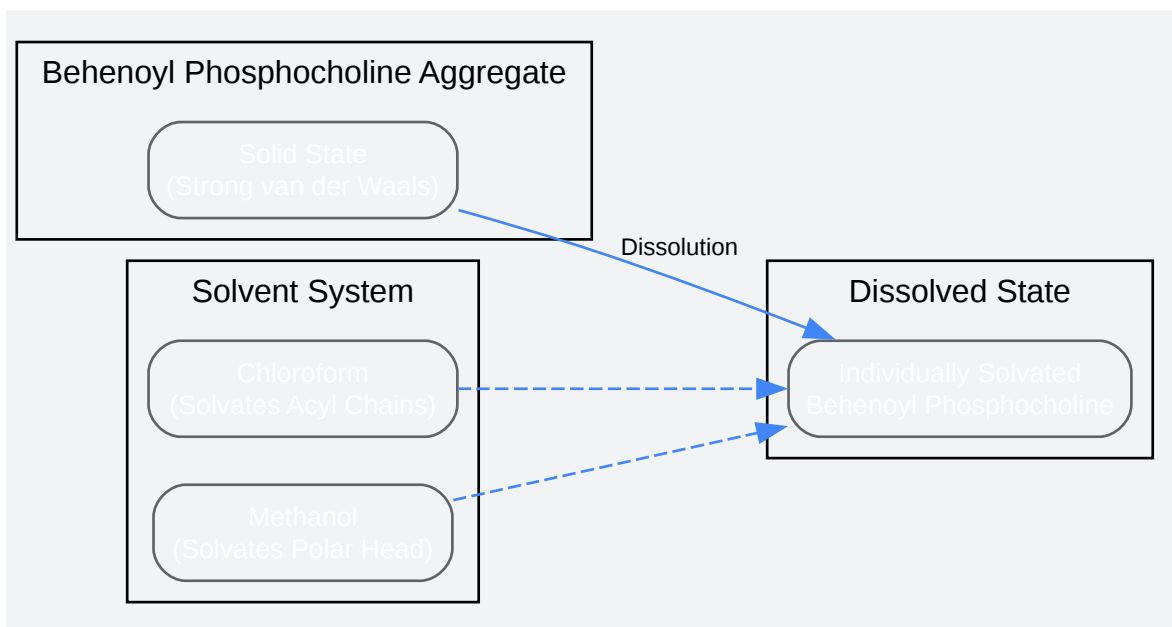 Behenoyl Phosphocholine Aggregate
Solid State
(Strong van der Waals)
Dissolution
Solvent System
Chloroform
(Solvates Acyl Chains)
Methanol
(Solvates Polar Head)
Dissolved State
Individually Solvated
Behenoyl Phosphocholine